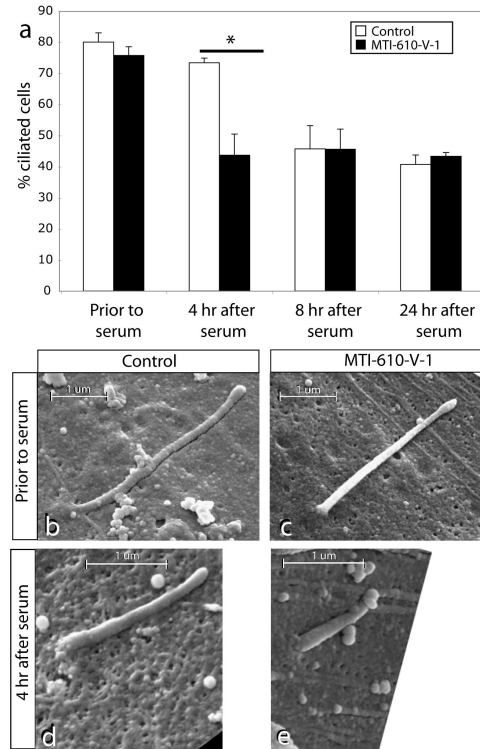 a
90
80
70
60
50
40
30
20
10
0
% ciliated cells
*
Control
MTI-610-V-1
Prior to serum
4 hr after serum
8 hr after serum
24 hr after serum
Control
MTI-610-V-1
Prior to serum
1 um
b
1 um
c
4 hr after serum
1 um
d
1 um
e